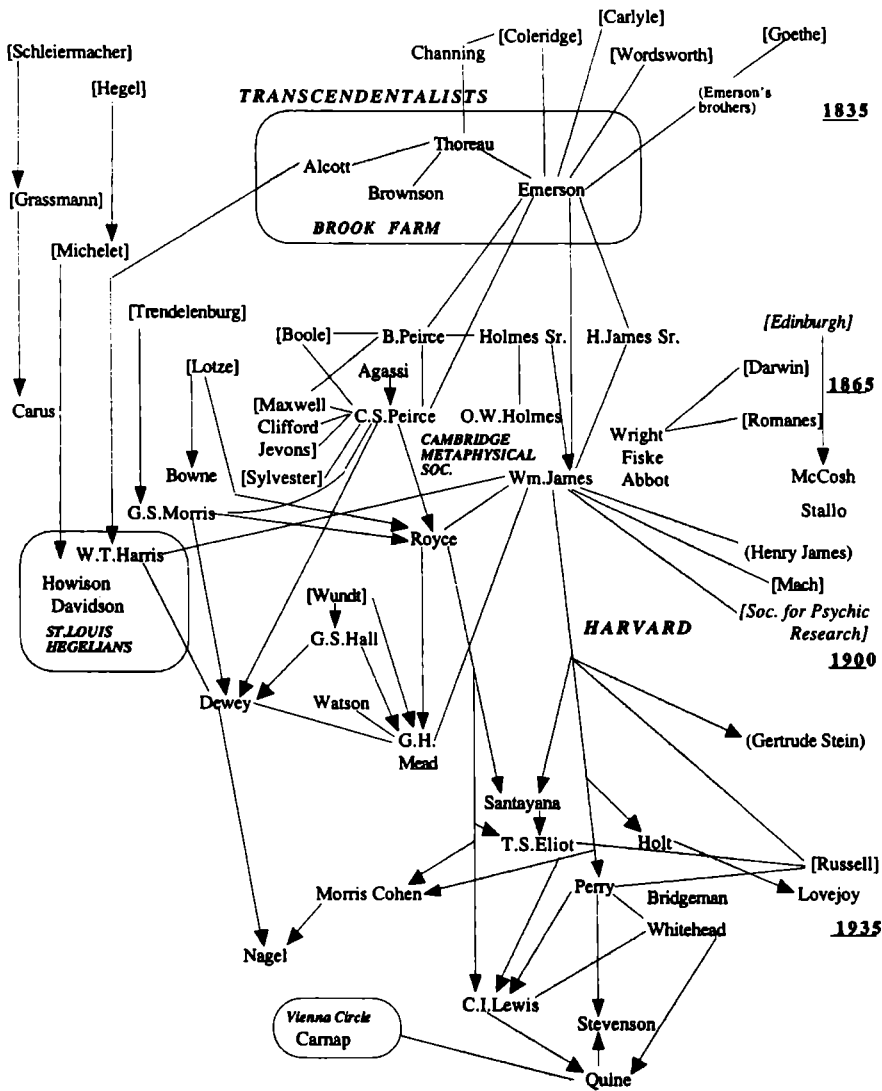 [Carlyle]
[Coleridge]
[Goethe]
[Schleiermacher]
Channing
[Wordsworth]
[Hegel]
(Emerson's
brothers)
TRANSCENDENTALISTS
1835
Thoreau
Alcott
Brownson
Emerson
[Grassmann]
BROOK FARM
[Michelet]
[Trendelenburg]
[Boole]
B.Peirce
Holmes Sr.
H.James Sr.
[Edinburgh]
[Lotze]
Agassi
[Darwin]
1865
Carus
[Maxwell
Clifford
Jevons]
C.S.Peirce
O.W.Holmes
[Romanes]
Wright
Fiske
Abbot
CAMBRIDGE
METAPHYSICAL
SOC.
Bowne
[Sylvester]
Wm.James
McCosh
G.S.Morris
Stallo
Royce
W.T.Harris
(Henry James)
Howison
Davidson
[Wundt]
[Mach]
ST.LOUIS
HEGELIANS
G.S.Hall
HARVARD
[Soc. for Psychic
Research]
1900
Dewey
Watson
G.H.
Mead
(Gertrude Stein)
Santayana
T.S.Eliot
Holt
[Russell]
Morris Cohen
Perry
Bridgeman
Lovejoy
Whitehead
1935
Nagel
C.I.Lewis
Vienna Circle
Carnap
Stevenson
Quine